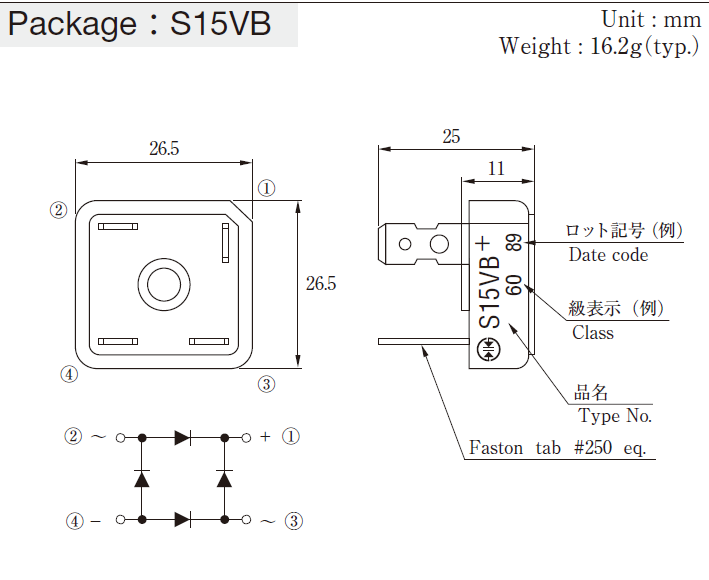 Package : S15VB
Unit : mm
Weight : 16.2g(typ.)
26.5
25
11
①
②
26.5
④
③
S15VB +
60 89
ロット記号 (例)
Date code
級表示 (例)
Class
品名
Type No.
Faston tab #250 eq.
② ~ + ①
④ − ~ ③